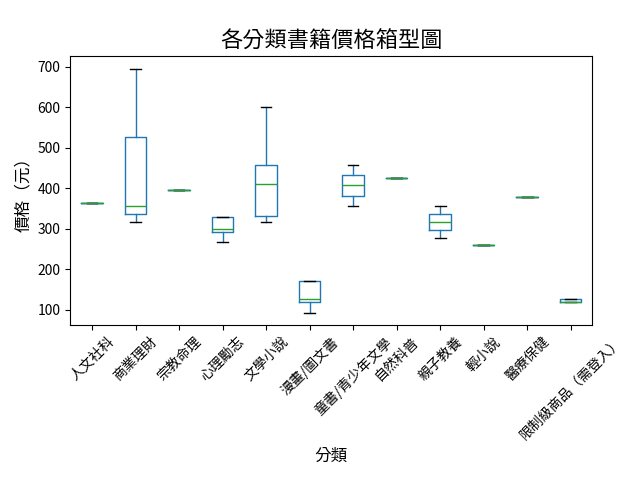 各分類書籍價格箱型圖
價格（元）
700
600
500
400
300
200
100
人文社科
商業理財
宗教命理
心理勵志
文學小說
漫畫/圖文書
童書/青少年文學
自然科普
親子教養
輕小說
醫療保健
限制級商品（需登入）
分類